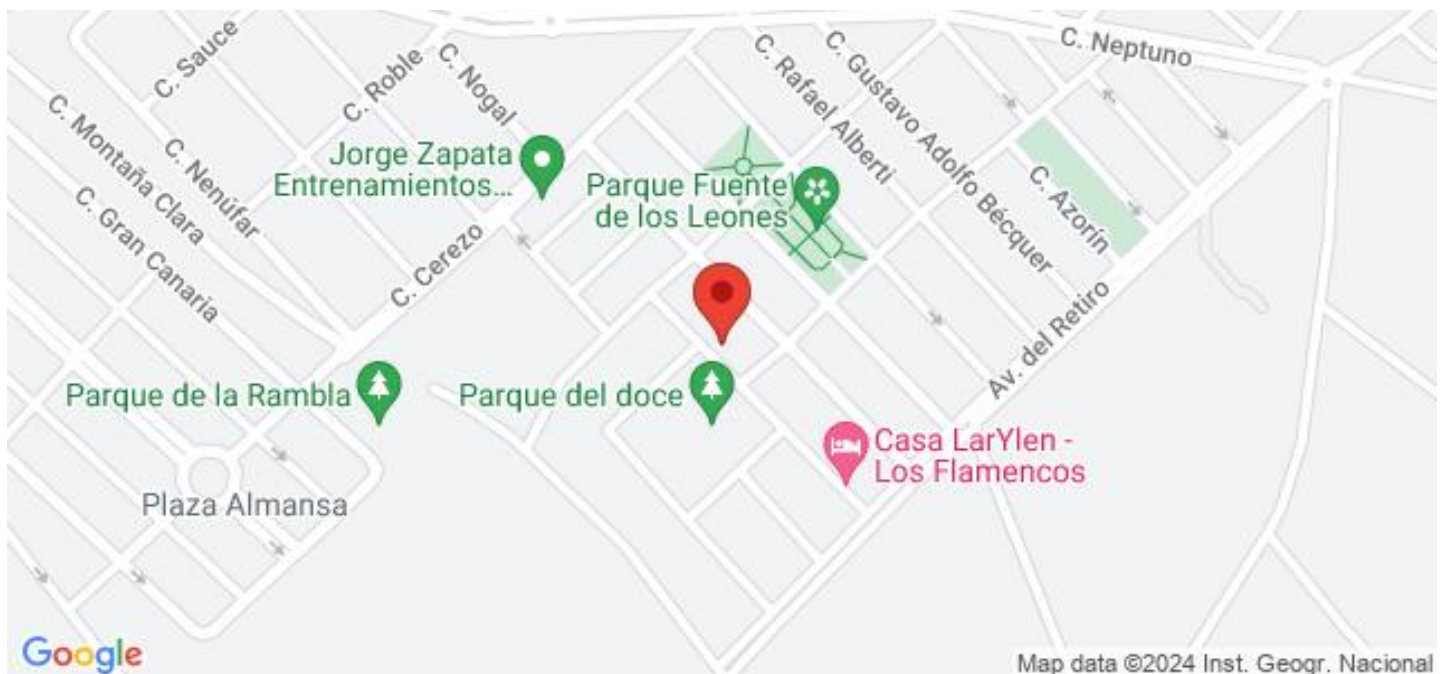 C. Sauce
C. Roble
C. Nogal
C. Rafael Alberti
C. Gustavo Adolfo Bécquer
C. Neptuno
C. Montaña Clara
C. Nenúfar
Jorge Zapata
Entrenamientos...
Parque Fuente
de los Leones
C. Azorín
C. Gran Canaria
C. Cerezo
Av. del Retiro
Parque de la Rambla
Parque del doce
Casa LarYlen -
Los Flamencos
Plaza Almansa
Google
Map data ©2024 Inst. Geogr. Nacional